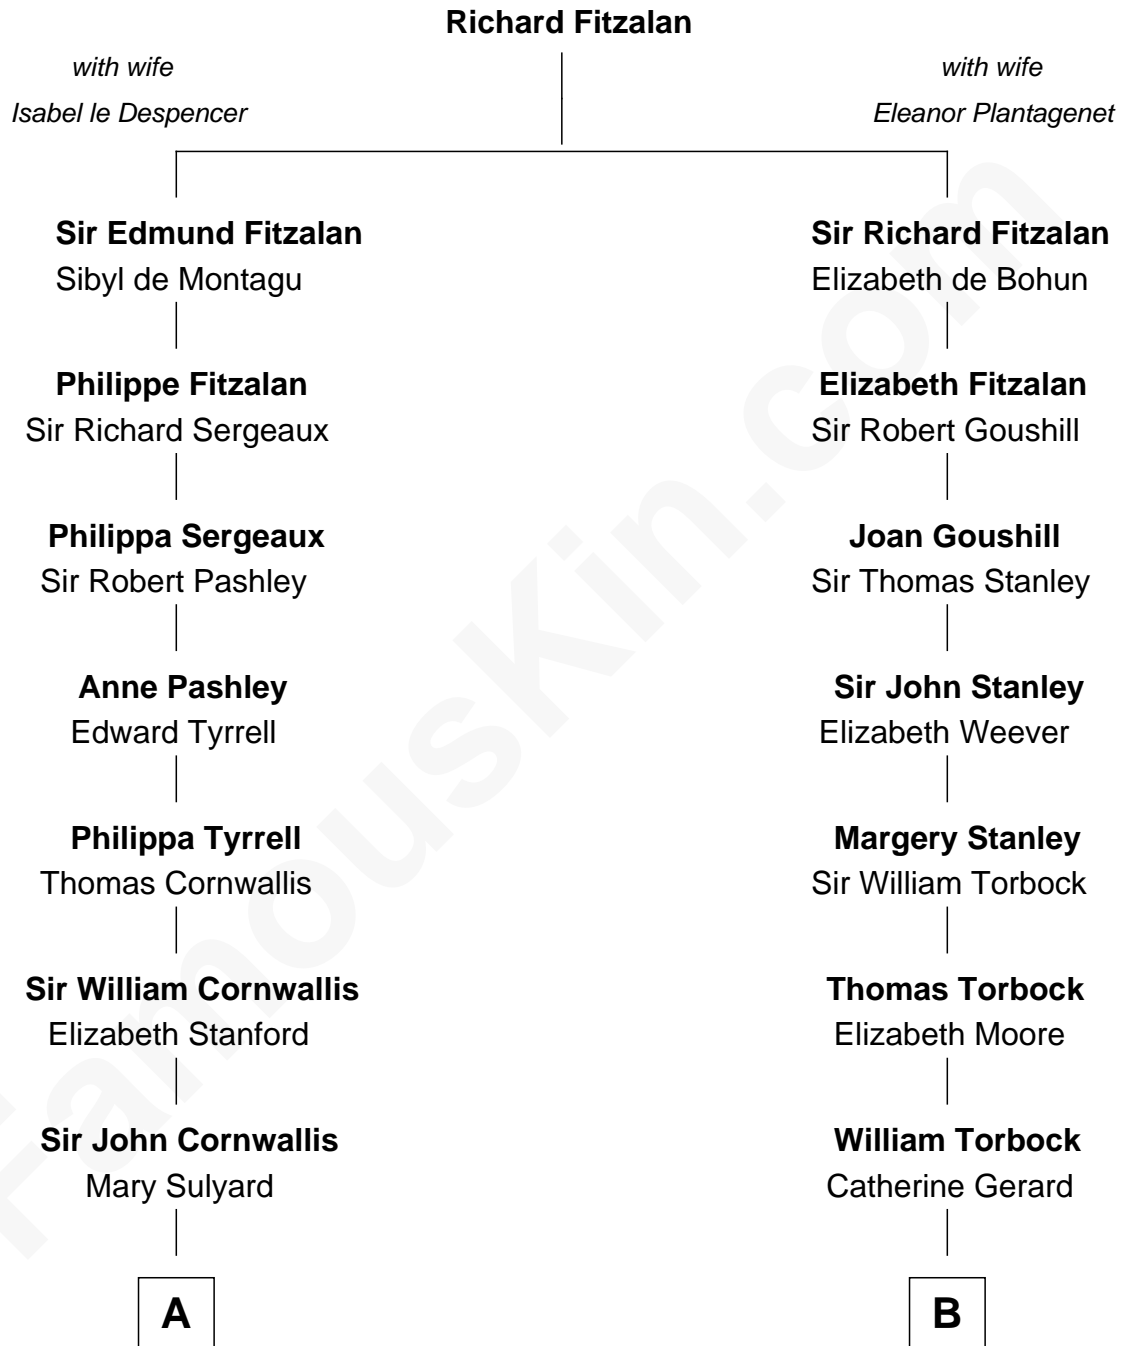 Richard Fitzalan
with wife
Isabel le Despencer
with wife
Eleanor Plantagenet
Sir Edmund Fitzalan
Sibyl de Montagu
Sir Richard Fitzalan
Elizabeth de Bohun
Philippe Fitzalan
Sir Richard Sergeaux
Elizabeth Fitzalan
Sir Robert Goushill
Philippa Sergeaux
Sir Robert Pashley
Joan Goushill
Sir Thomas Stanley
Anne Pashley
Edward Tyrrell
Sir John Stanley
Elizabeth Weever
Philippa Tyrrell
Thomas Cornwallis
Margery Stanley
Sir William Torbock
Sir William Cornwallis
Elizabeth Stanford
Thomas Torbock
Elizabeth Moore
Sir John Cornwallis
Mary Sulyard
William Torbock
Catherine Gerard
A
B
FamousKin.com